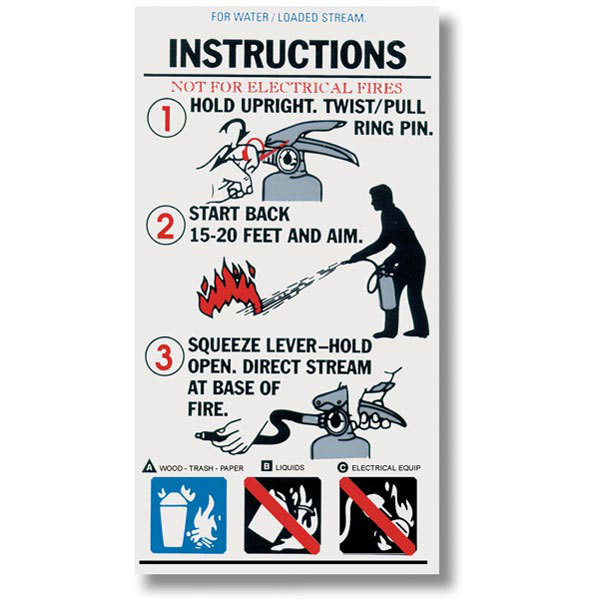 FOR WATER / LOADED STREAM.
INSTRUCTIONS
NOT FOR ELECTRICAL FIRES
1 HOLD UPRIGHT. TWIST/PULL
RING PIN.
2 START BACK
15-20 FEET AND AIM.
3 SQUEEZE LEVER–HOLD
OPEN. DIRECT STREAM
AT BASE OF
FIRE.
A WOOD - TRASH - PAPER B LIQUIDS C ELECTRICAL EQUIP